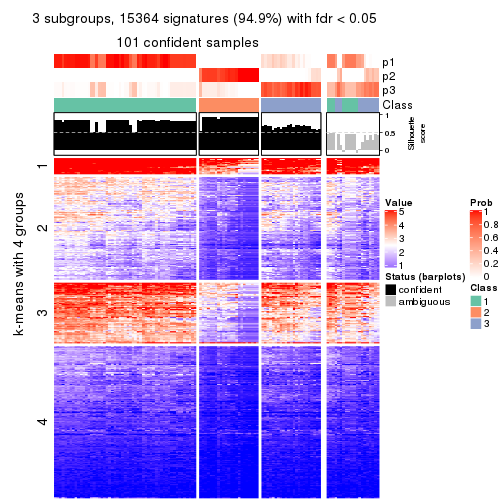 3 subgroups, 15364 signatures (94.9%) with fdr < 0.05
101 confident samples
p1
p2
p3
Class
1
0.5
0
Silhouette
score
k-means with 4 groups
1
2
3
4
Value
5
4
3
2
1
Status (barplots)
confident
ambiguous
Prob
1
0.8
0.6
0.4
0.2
0
Class
1
2
3